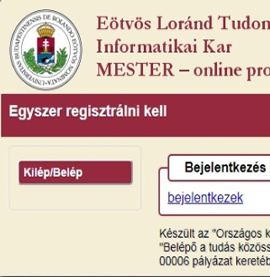 Eötvös Loránd Tudom
Informatikai Kar
MESTER – online pro
Egyszer regisztrálni kell
Kilép/Belép
Bejelentkezés
bejelentkezek
Készült az "Országos k
"Belépő a tudás közöss
00006 pályázat keretéb